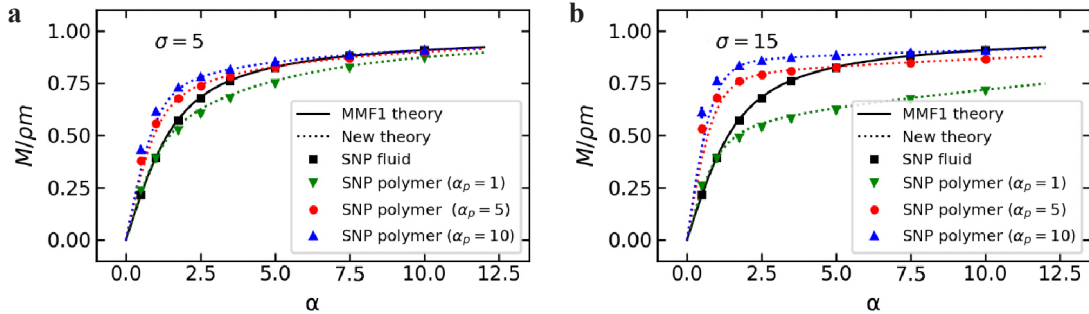 a
σ = 5
M/ρm
1.00
0.75
0.50
0.25
0.00
MMF1 theory
New theory
SNP fluid
SNP polymer (αp = 1)
SNP polymer (αp = 5)
SNP polymer (αp = 10)
0.0 2.5 5.0 7.5 10.0 12.5
α
b
σ = 15
M/ρm
1.00
0.75
0.50
0.25
0.00
MMF1 theory
New theory
SNP fluid
SNP polymer (αp = 1)
SNP polymer (αp = 5)
SNP polymer (αp = 10)
0.0 2.5 5.0 7.5 10.0 12.5
α